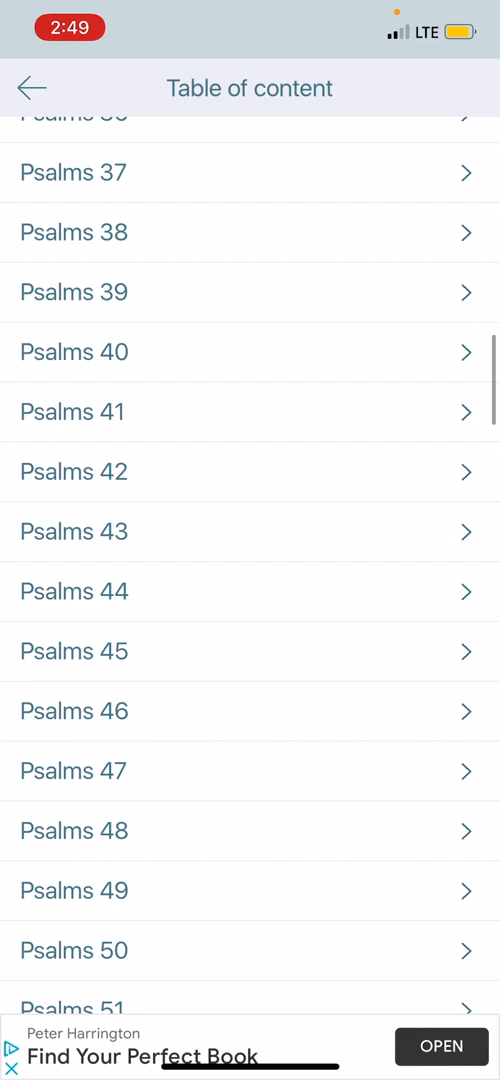 2:49
LTE
Table of content
Psalms 36
Psalms 37
Psalms 38
Psalms 39
Psalms 40
Psalms 41
Psalms 42
Psalms 43
Psalms 44
Psalms 45
Psalms 46
Psalms 47
Psalms 48
Psalms 49
Psalms 50
Psalms 51
Peter Harrington
Find Your Perfect Book
OPEN